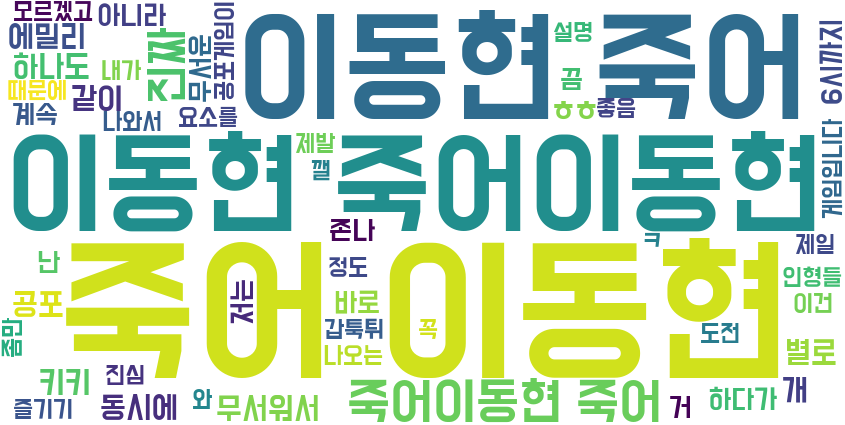 모르겠고 아니라
에밀리
하나도 내가
때문에 같이
계속 나와서
진짜
무서운
공포게임이
요소를
이동현 죽어
설명
끔
ㅎㅎ 좋음
6시까지
게임입니다
제발
깰
이동현 죽어이동현
존나
ㅋ
제일
난
정도
인형들
이건
공포
저는
바로
죽어 이동현
좀만
갑툭튀
꼭
나오는
도전
별로
키키
진심
와
무서워서
즐기기
동시에
죽어이동현 죽어
거
하다가
개